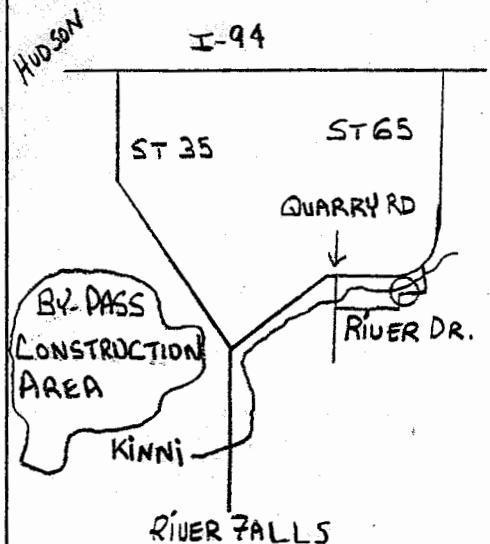 HUDSON
I-94
ST 35
ST 65
QUARRY RD
BY-PASS
CONSTRUCTION
AREA
RIVER DR.
KINNI
RIVER FALLS